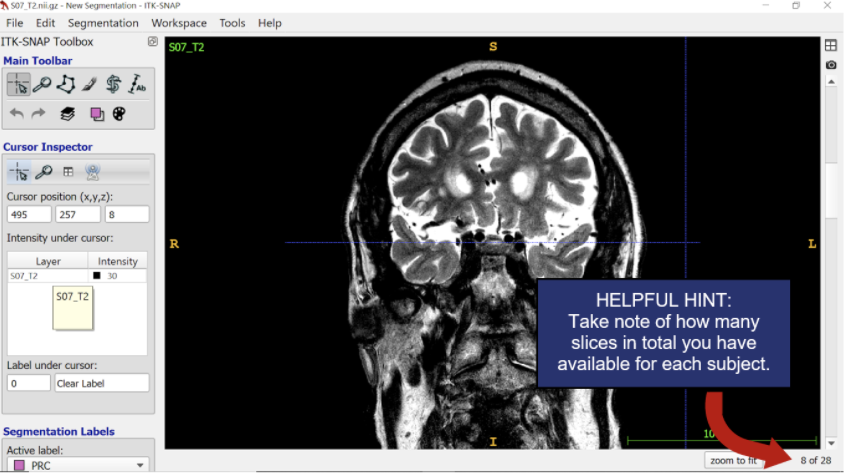 S07_T2.nii.gz - New Segmentation - ITK-SNAP
File Edit Segmentation Workspace Tools Help
ITK-SNAP Toolbox
Main Toolbar
Ab
Cursor Inspector
Cursor position (x,y,z):
495 257 8
Intensity under cursor:
Layer Intensity
S07_T2 30
S07_T2
Label under cursor:
0 Clear Label
Segmentation Labels
Active label:
PRC
S07_T2
S
R
L
I
HELPFUL HINT:
Take note of how many
slices in total you have
available for each subject.
zoom to fit
8 of 28